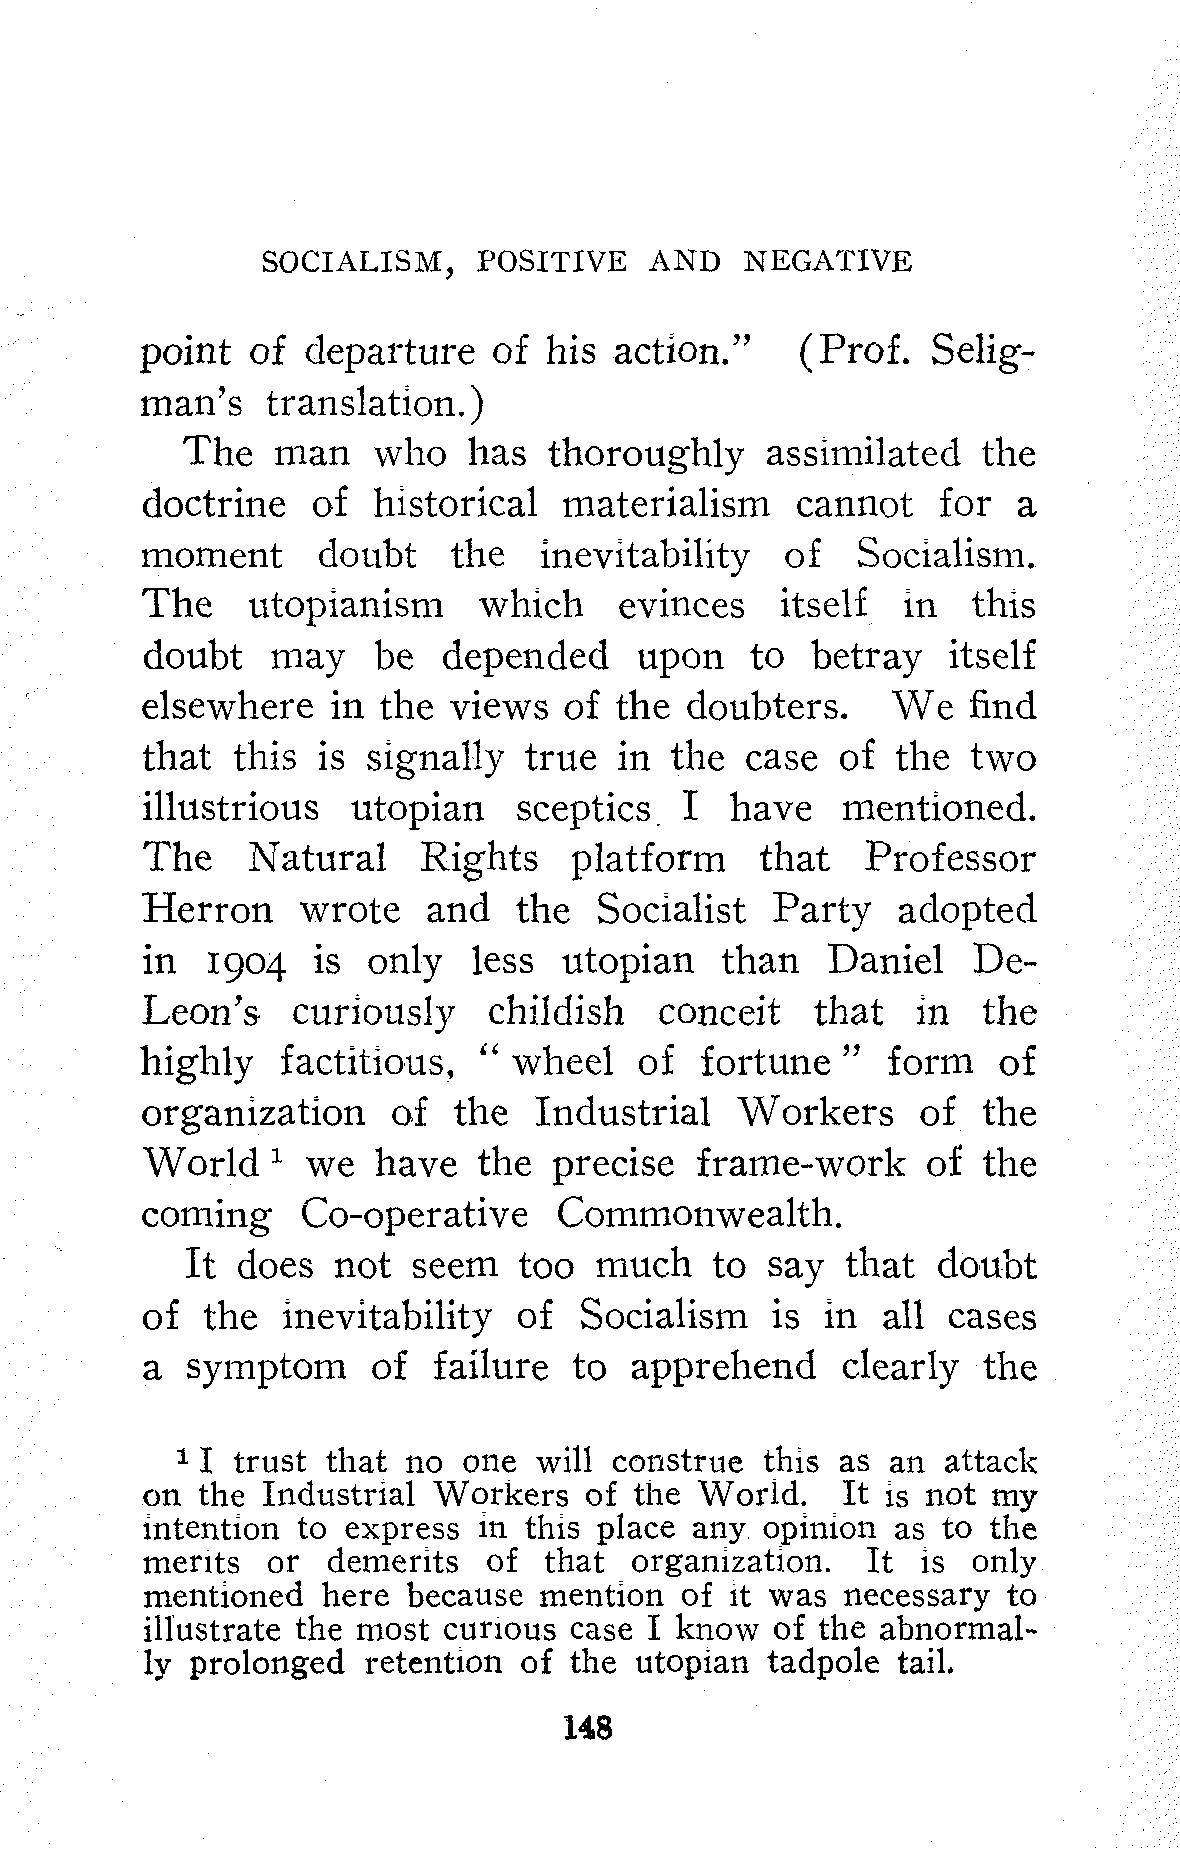 SOCIALISM, POSITIVE AND NEGATIVE
point of departure of his action.” (Prof. Selig-
man’s translation.)
The man who has thoroughly assimilated the
doctrine of historical materialism cannot for a
moment doubt the inevitability of Socialism.
The utopianism which evinces itself in this
doubt may be depended upon to betray itself
elsewhere in the views of the doubters. We find
that this is signally true in the case of the two
illustrious utopian sceptics I have mentioned.
The Natural Rights platform that Professor
Herron wrote and the Socialist Party adopted
in 1904 is only less utopian than Daniel De-
Leon’s curiously childish conceit that in the
highly factitious, “ wheel of fortune ” form of
organization of the Industrial Workers of the
World ¹ we have the precise frame-work of the
coming Co-operative Commonwealth.
It does not seem too much to say that doubt
of the inevitability of Socialism is in all cases
a symptom of failure to apprehend clearly the
¹ I trust that no one will construe this as an attack
on the Industrial Workers of the World. It is not my
intention to express in this place any opinion as to the
merits or demerits of that organization. It is only
mentioned here because mention of it was necessary to
illustrate the most curious case I know of the abnormal-
ly prolonged retention of the utopian tadpole tail.
148